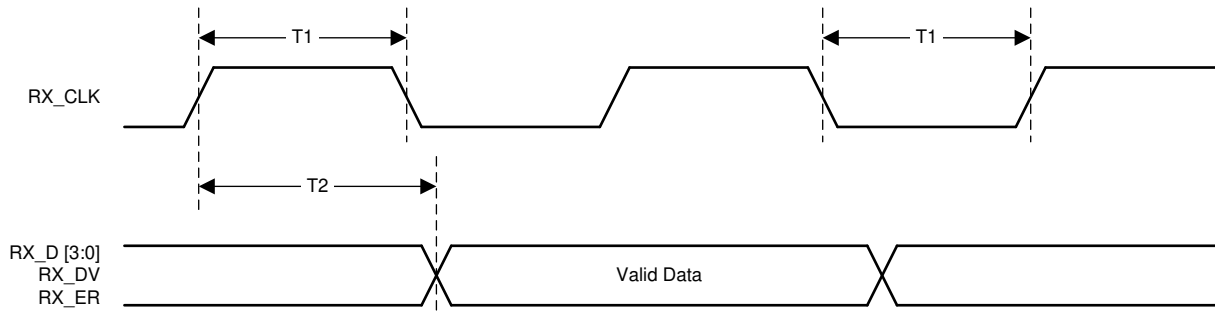 T1
T1
RX_CLK
T2
RX_D [3:0]
RX_DV
Valid Data
RX_ER